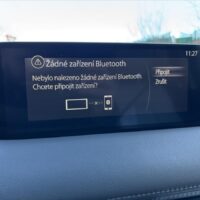 11:27
Žádné zařízení Bluetooth
Nebylo nalezeno žádné zařízení Bluetooth.
Chcete připojit zařízení?
Připojit
Zrušit